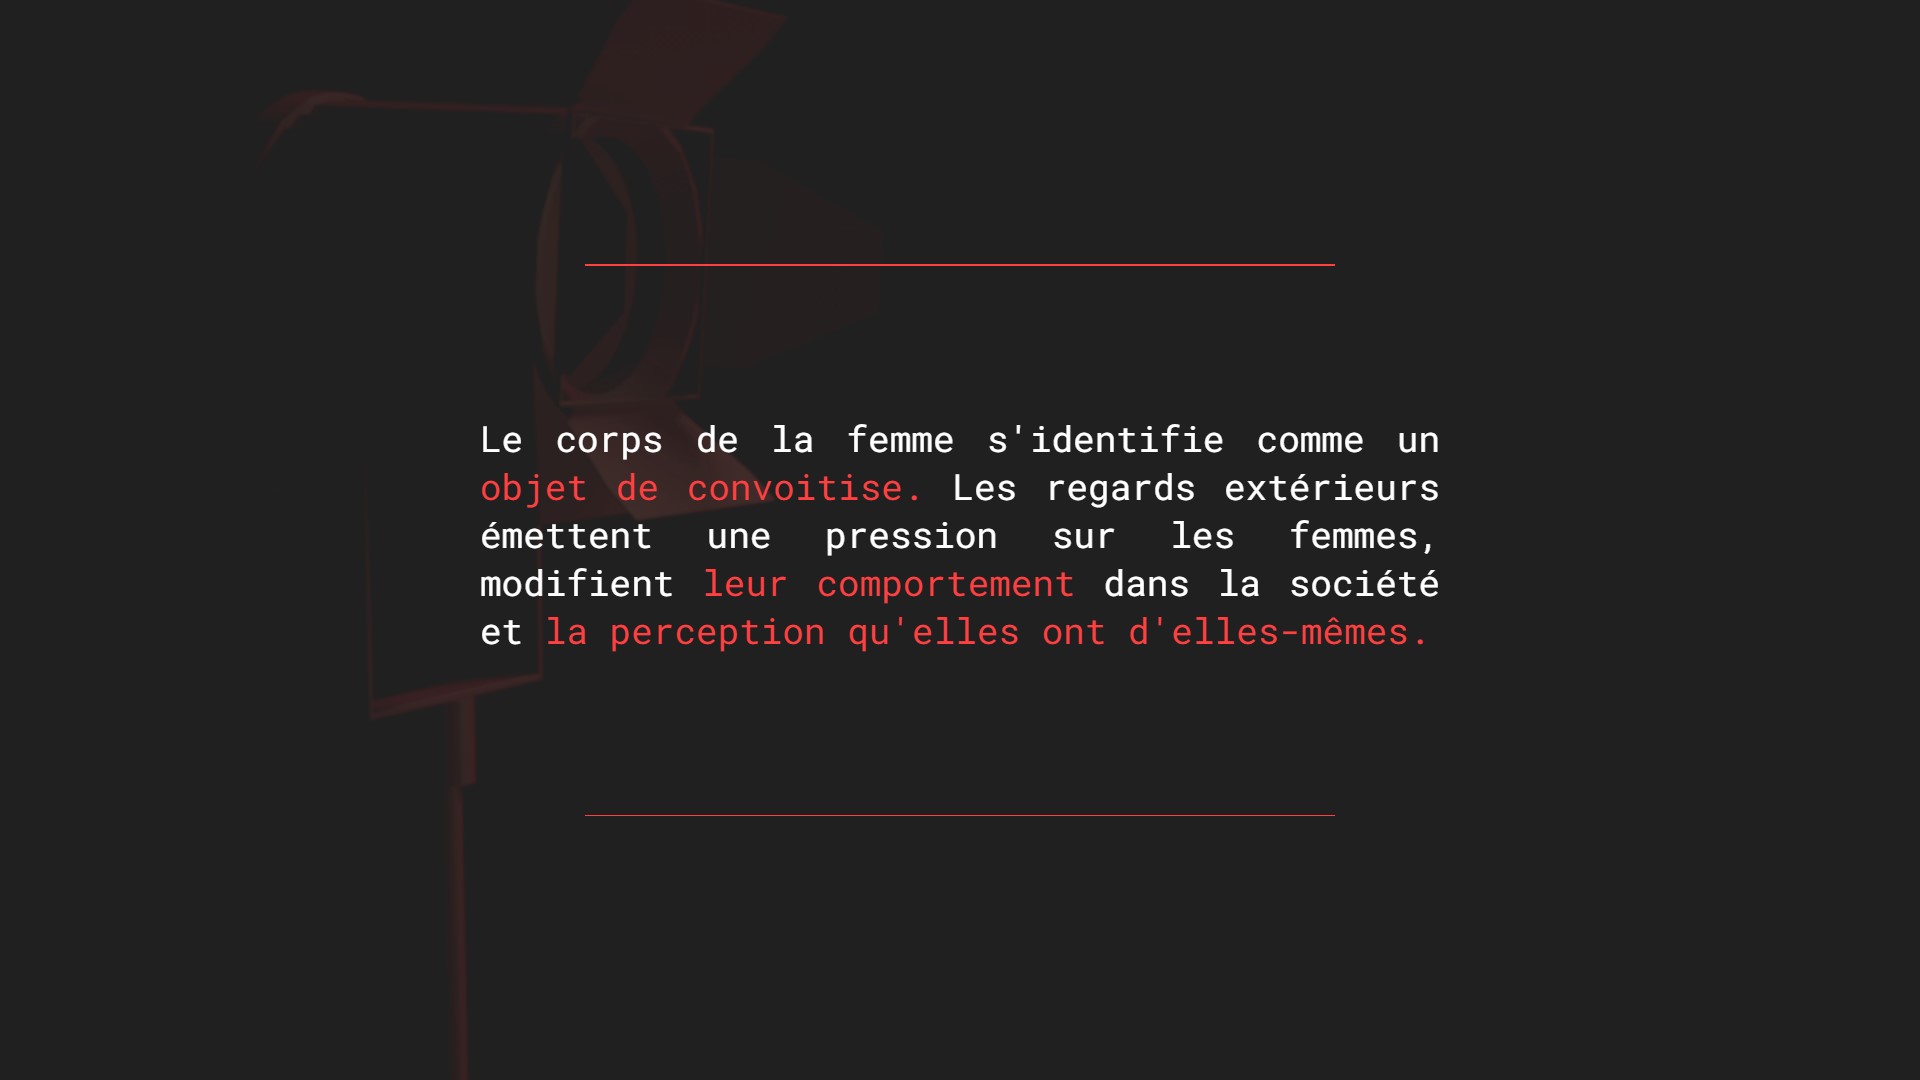 Le corps de la femme s'identifie comme un
objet de convoitise. Les regards extérieurs
émettent une pression sur les femmes,
modifient leur comportement dans la société
et la perception qu'elles ont d'elles-mêmes.